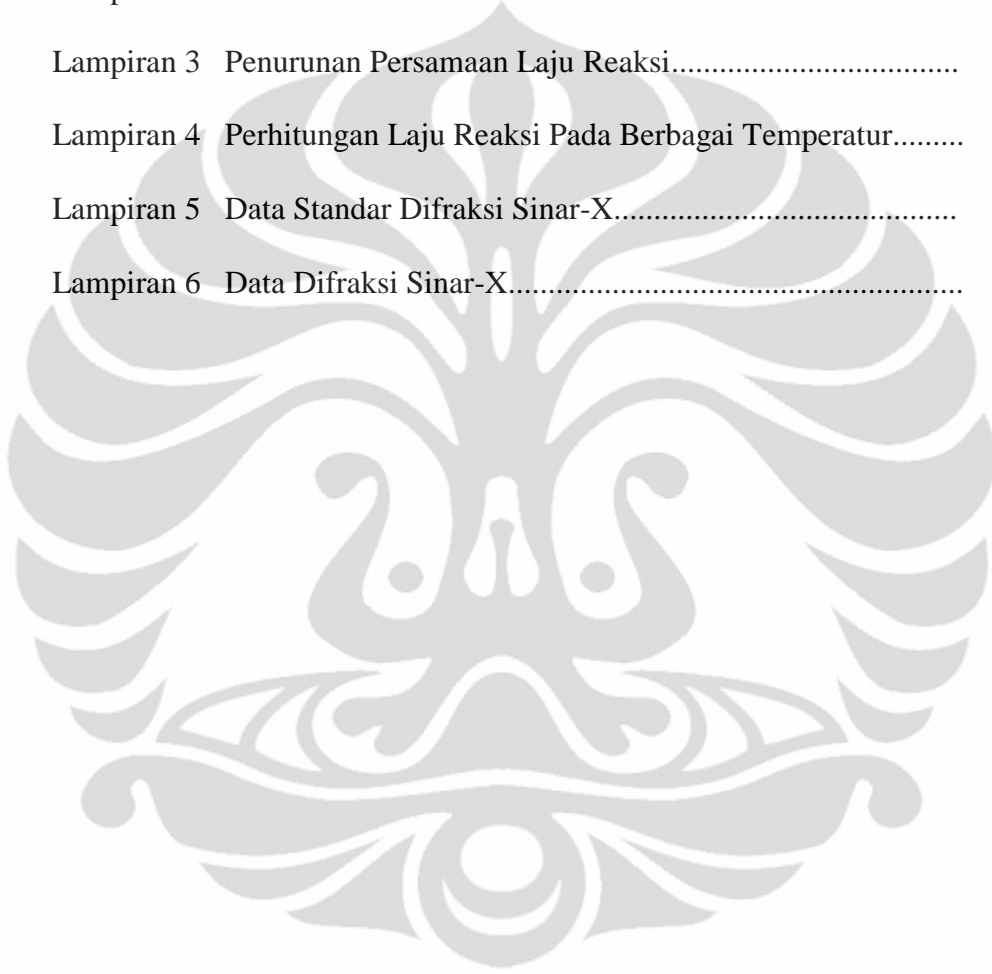 Lampiran 3 Penurunan Persamaan Laju Reaksi..................................
Lampiran 4 Perhitungan Laju Reaksi Pada Berbagai Temperatur.........
Lampiran 5 Data Standar Difraksi Sinar-X........................................
Lampiran 6 Data Difraksi Sinar-X.....................................................